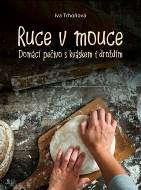 Iva Trhoňová
Ruce v mouce
Domácí pečivo s kváskem i droždím